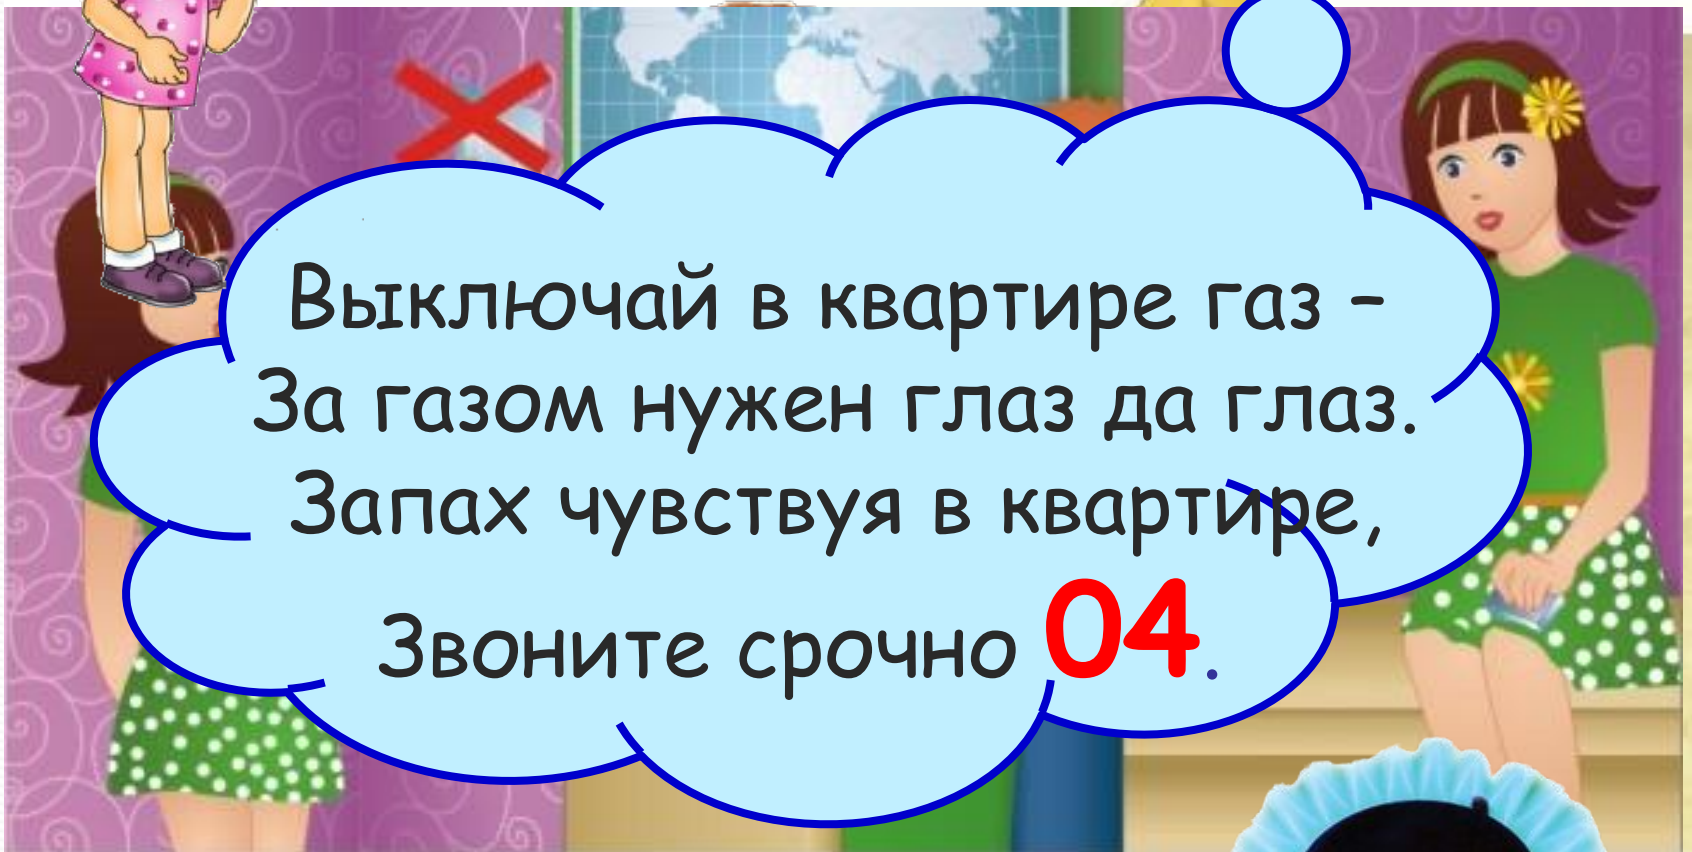 Выключай в квартире газ –
За газом нужен глаз да глаз.
Запах чувствуя в квартире,
Звоните срочно 04.